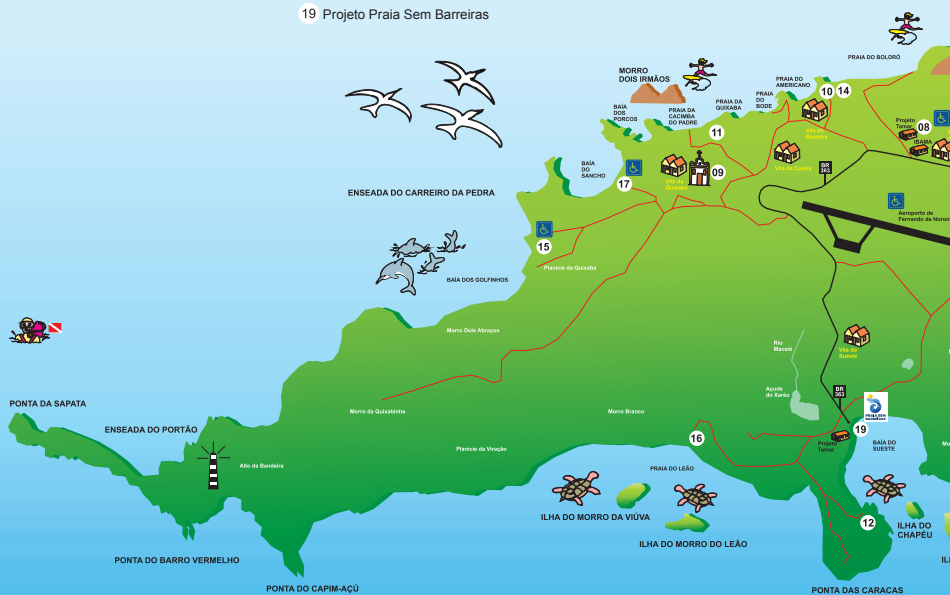 19 Projeto Praia Sem Barreiras
PRAIA DO BOLDRÓ
MORRO
DOIS IRMÃOS
PRAIA DO
AMERICANO
10 14
BAÍA
DOS
PORCOS
PRAIA DA
CACIMBA
DO PADRE
PRAIA DA
QUIXABA
PRAIA
DO
BODE
11
Projeto
Tamar
08
IBAMA
Vila do
BAÍA
DO
SANCHO
17
Vila da
Quixaba
09
Vila do
BR
363
ENSEADA DO CARREIRO DA PEDRA
Aeroporto de
Fernando de Noron
15
Planície da Quixaba
BAÍA DOS GOLFINHOS
Morro Dois Abraços
Rio
Maceió
Vila do
Sueste
Açude
do Xaréu
BR
363
PRAIA SEM
BARREIRAS
PONTA DA SAPATA
Morro da Quixabinha
Morro Branco
ENSEADA DO PORTÃO
19
16
Projeto
Tamar
BAÍA DO
SUESTE
Mo
Planície da Viração
Alto da Bandeira
PRAIA DO LEÃO
ILHA DO MORRO DA VIÚVA
12
ILHA DO
CHAPÉU
ILHA DO MORRO DO LEÃO
PONTA DO BARRO VERMELHO
IL
PONTA DO CAPIM-AÇÚ
PONTA DAS CARACAS